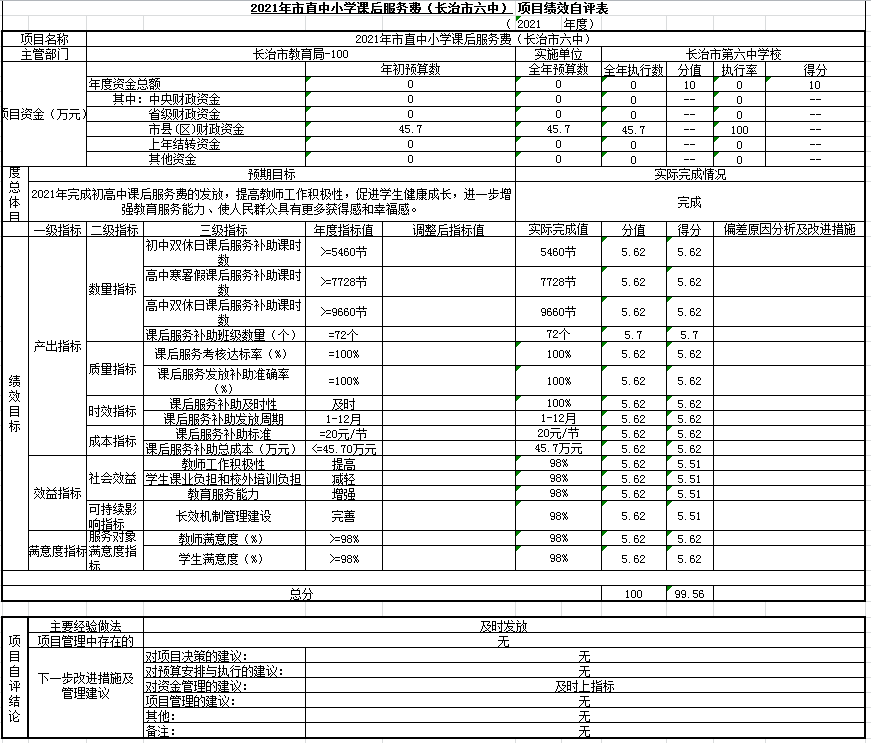 2021年市直中小学课后服务费（长治市六中） 项目绩效自评表
（ 2021 年度）
项目名称 2021年市直中小学课后服务费（长治市六中）
主管部门 长治市教育局-100 实施单位 长治市第六中学校
项目资金（万元） 年初预算数 全年预算数 全年执行数 分值 执行率 得分
年度资金总额 0 0 0 10 0 10
其中：中央财政资金 0 0 0 -- 0 --
省级财政资金 0 0 0 -- 0 --
市县(区)财政资金 45.7 45.7 45.7 -- 100 --
上年结转资金 0 0 0 -- 0 --
其他资金 0 0 0 -- 0 --
度总体目 预期目标 实际完成情况
2021年完成初高中课后服务费的发放，提高教师工作积极性，促进学生健康成长，进一步增
强教育服务能力、使人民群众具有更多获得感和幸福感。 完成
绩效目标 一级指标 二级指标 三级指标 年度指标值 调整后指标值 实际完成值 分值 得分 偏差原因分析及改进措施
产出指标 数量指标 初中双休日课后服务补助课时数 >=5460节 5460节 5.62 5.62
高中寒暑假课后服务补助课时数 >=7728节 7728节 5.62 5.62
高中双休日课后服务补助课时数 >=9660节 9660节 5.62 5.62
课后服务补助班级数量（个） =72个 72个 5.7 5.7
质量指标 课后服务考核达标率（%） =100% 100% 5.62 5.62
课后服务发放补助准确率（%） =100% 100% 5.62 5.62
时效指标 课后服务补助及时性 及时 100% 5.62 5.62
课后服务补助发放周期 1-12月 1-12月 5.62 5.62
成本指标 课后服务补助标准 =20元/节 20元/节 5.62 5.62
课后服务补助总成本（万元） <=45.70万元 45.7万元 5.62 5.62
效益指标 社会效益 教师工作积极性 提高 98% 5.62 5.51
学生课业负担和校外培训负担 减轻 98% 5.62 5.51
教育服务能力 增强 98% 5.62 5.51
可持续影响指标 长效机制管理建设 完善 98% 5.62 5.51
满意度指标 服务对象满意度指标 教师满意度（%） >=98% 98% 5.62 5.62
学生满意度（%） >=98% 98% 5.62 5.62
总分 100 99.56
项目自评结论 主要经验做法 及时发放
项目管理中存在的 无
下一步改进措施及管理建议 对项目决策的建议： 无
对预算安排与执行的建议： 无
对资金管理的建议： 及时上指标
项目管理的建议： 无
其他： 无
备注： 无